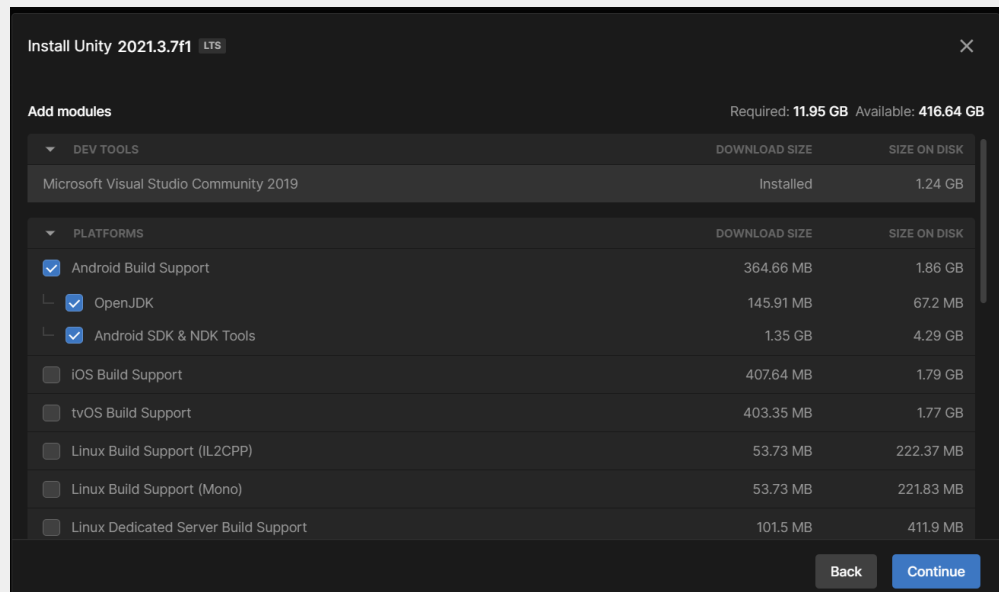 Install Unity 2021.3.7f1 LTS
Add modules Required: 11.95 GB Available: 416.64 GB
DEV TOOLS DOWNLOAD SIZE SIZE ON DISK
Microsoft Visual Studio Community 2019 Installed 1.24 GB
PLATFORMS DOWNLOAD SIZE SIZE ON DISK
Android Build Support 364.66 MB 1.86 GB
OpenJDK 145.91 MB 67.2 MB
Android SDK & NDK Tools 1.35 GB 4.29 GB
iOS Build Support 407.64 MB 1.79 GB
tvOS Build Support 403.35 MB 1.77 GB
Linux Build Support (IL2CPP) 53.73 MB 222.37 MB
Linux Build Support (Mono) 53.73 MB 221.83 MB
Linux Dedicated Server Build Support 101.5 MB 411.9 MB
Back Continue